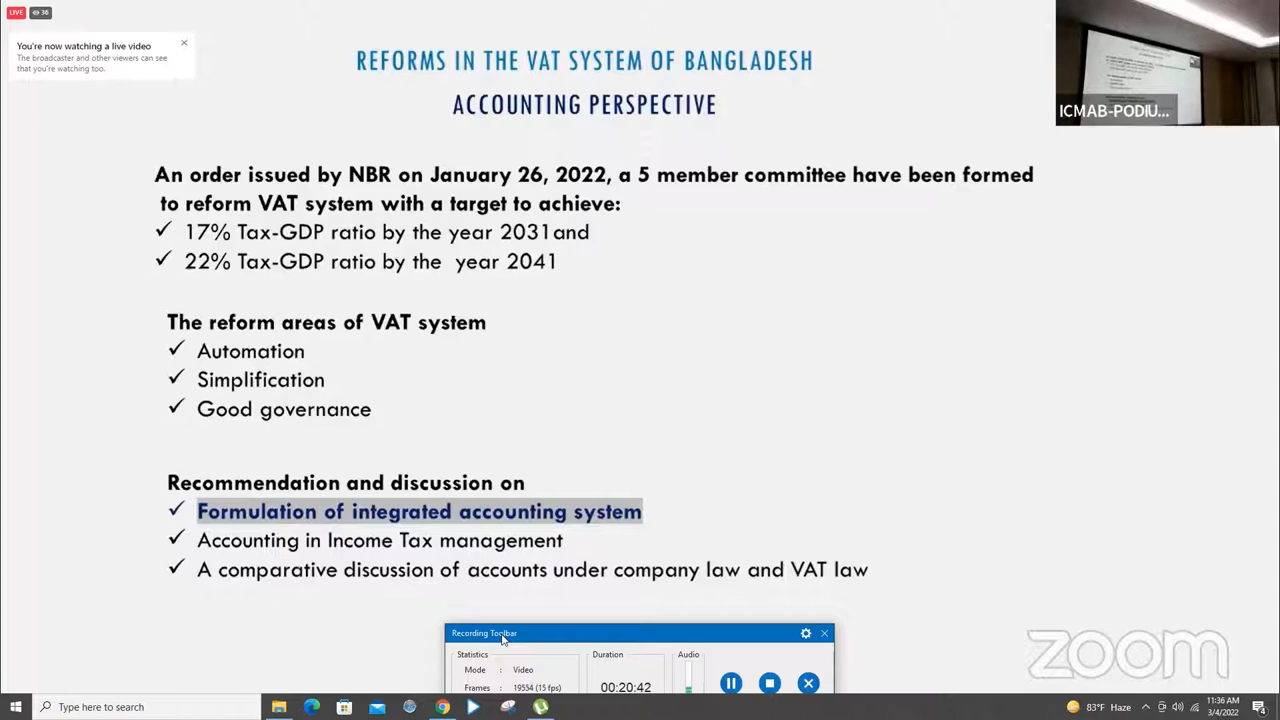 LIVE 36
You're now watching a live video
The broadcaster and other viewers can see
that you're watching too.
REFORMS IN THE VAT SYSTEM OF BANGLADESH
ACCOUNTING PERSPECTIVE
ICMAB-PODIU...
An order issued by NBR on January 26, 2022, a 5 member committee have been formed
to reform VAT system with a target to achieve:
✓ 17% Tax-GDP ratio by the year 2031and
✓ 22% Tax-GDP ratio by the year 2041
The reform areas of VAT system
✓ Automation
✓ Simplification
✓ Good governance
Recommendation and discussion on
✓ Formulation of integrated accounting system
✓ Accounting in Income Tax management
✓ A comparative discussion of accounts under company law and VAT law
Recording Toolbar
Statistics Duration Audio
Mode : Video
Frames : 19554 (15 fps) 00:20:42
zoom
Type here to search 83°F Haze 11:36 AM
3/4/2022 4